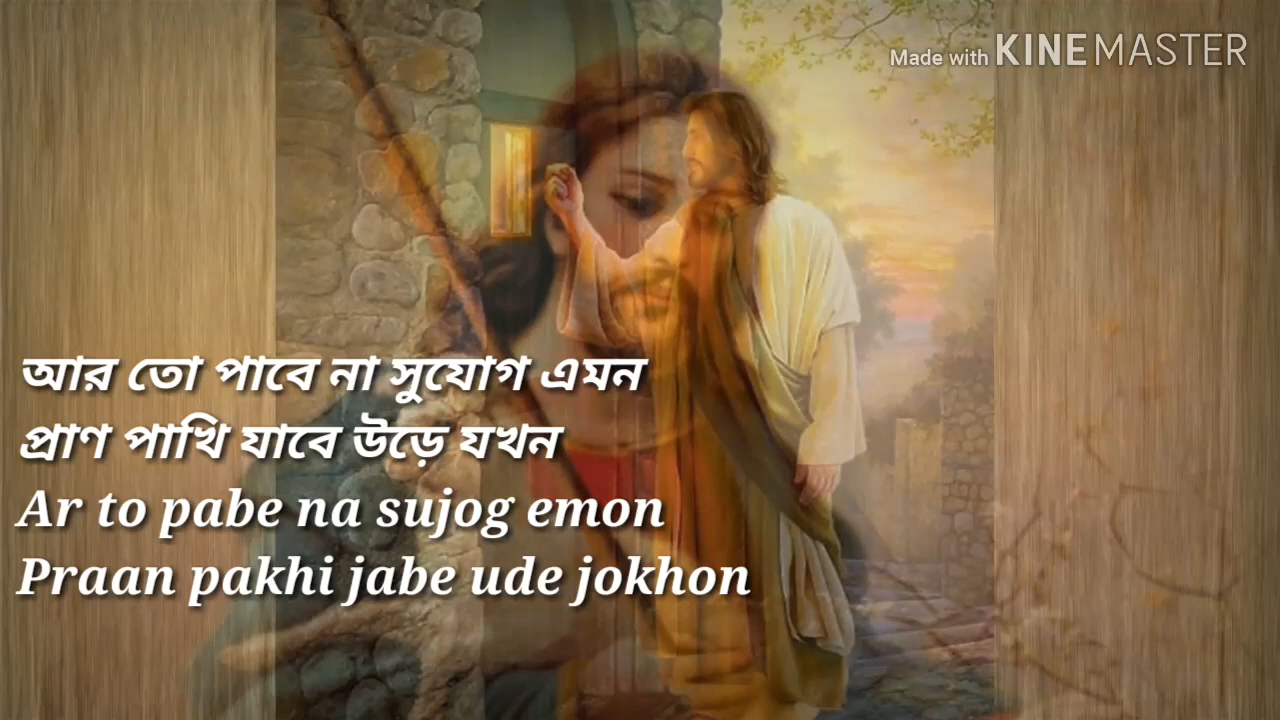 Made with KINEMASTER
আর তো পাবে না সুযোগ এমন
প্রাণ পাখি যাবে উড়ে যখন
Ar to pabe na sujog emon
Praan pakhi jabe ude jokhon